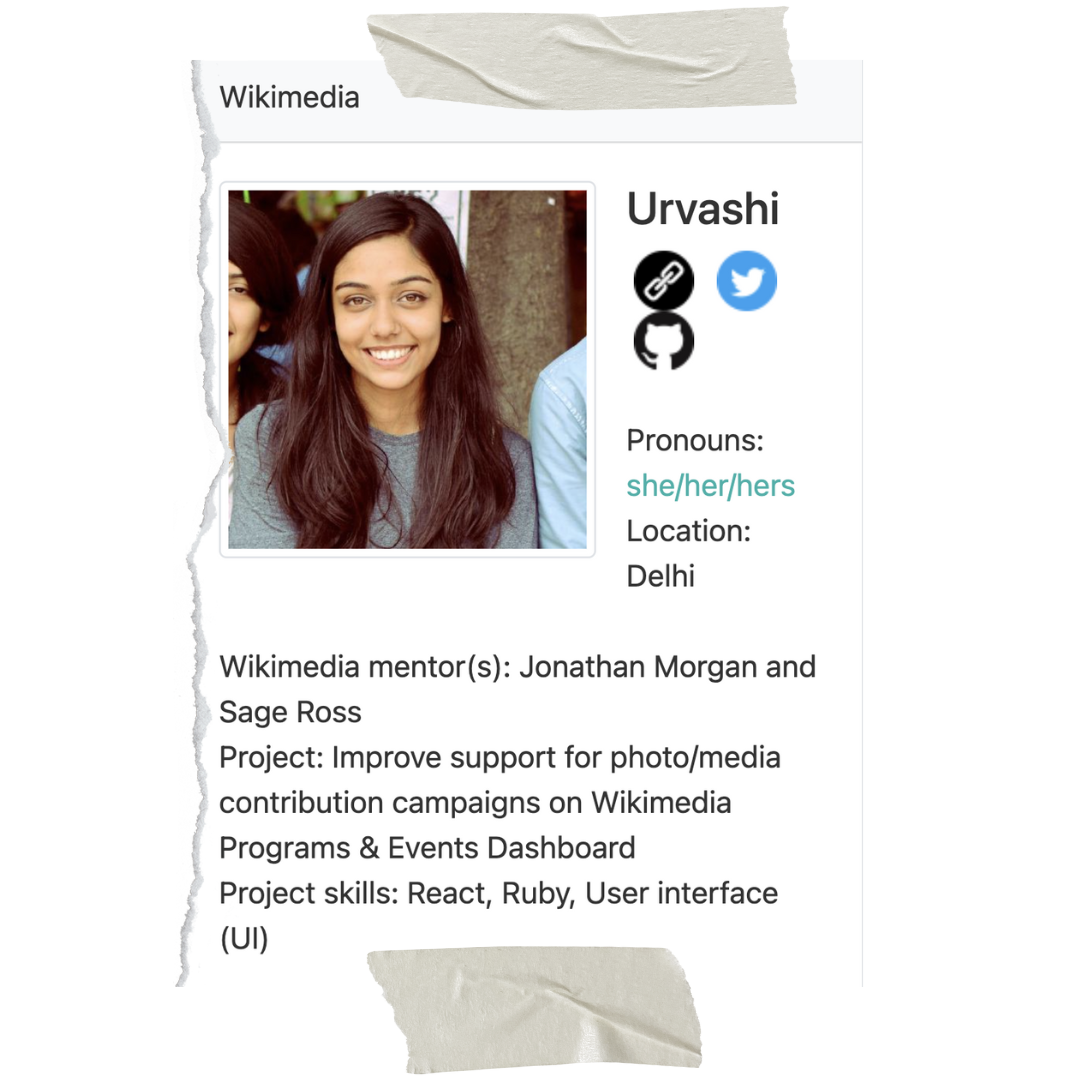 Wikimedia
Urvashi
Pronouns:
she/her/hers
Location:
Delhi
Wikimedia mentor(s): Jonathan Morgan and
Sage Ross
Project: Improve support for photo/media
contribution campaigns on Wikimedia
Programs & Events Dashboard
Project skills: React, Ruby, User interface
(UI)